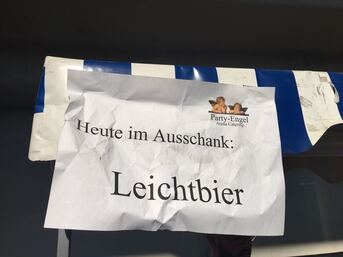 Party-Engel
Heute im Ausschank:
Leichtbier